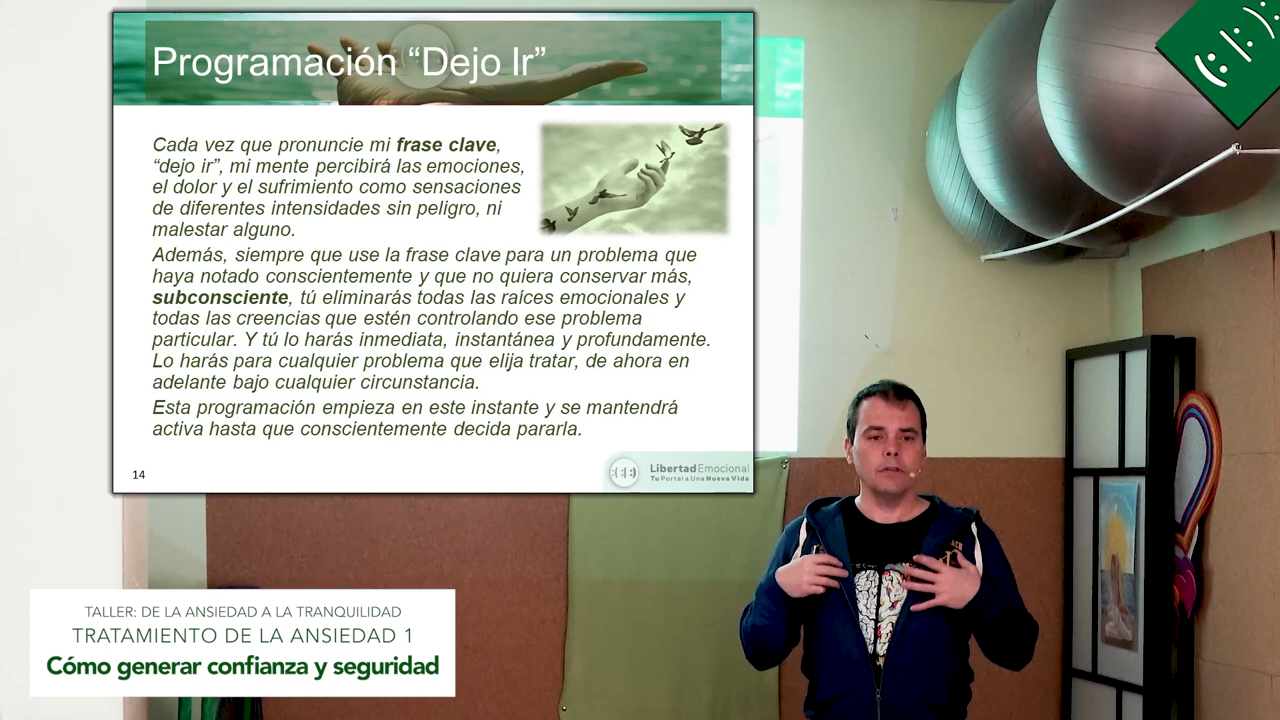 Programación “Dejo Ir”
Cada vez que pronuncie mi frase clave,
“dejo ir”, mi mente percibirá las emociones,
el dolor y el sufrimiento como sensaciones
de diferentes intensidades sin peligro, ni
malestar alguno.
Además, siempre que use la frase clave para un problema que
haya notado conscientemente y que no quiera conservar más,
subconsciente, tú eliminarás todas las raíces emocionales y
todas las creencias que estén controlando ese problema
particular. Y tú lo harás inmediata, instantánea y profundamente.
Lo harás para cualquier problema que elija tratar, de ahora en
adelante bajo cualquier circunstancia.
Esta programación empieza en este instante y se mantendrá
activa hasta que conscientemente decida pararla.
14
LibertadEmocional
Tu Portal a Una Nueva Vida
TALLER: DE LA ANSIEDAD A LA TRANQUILIDAD
TRATAMIENTO DE LA ANSIEDAD 1
Cómo generar confianza y seguridad